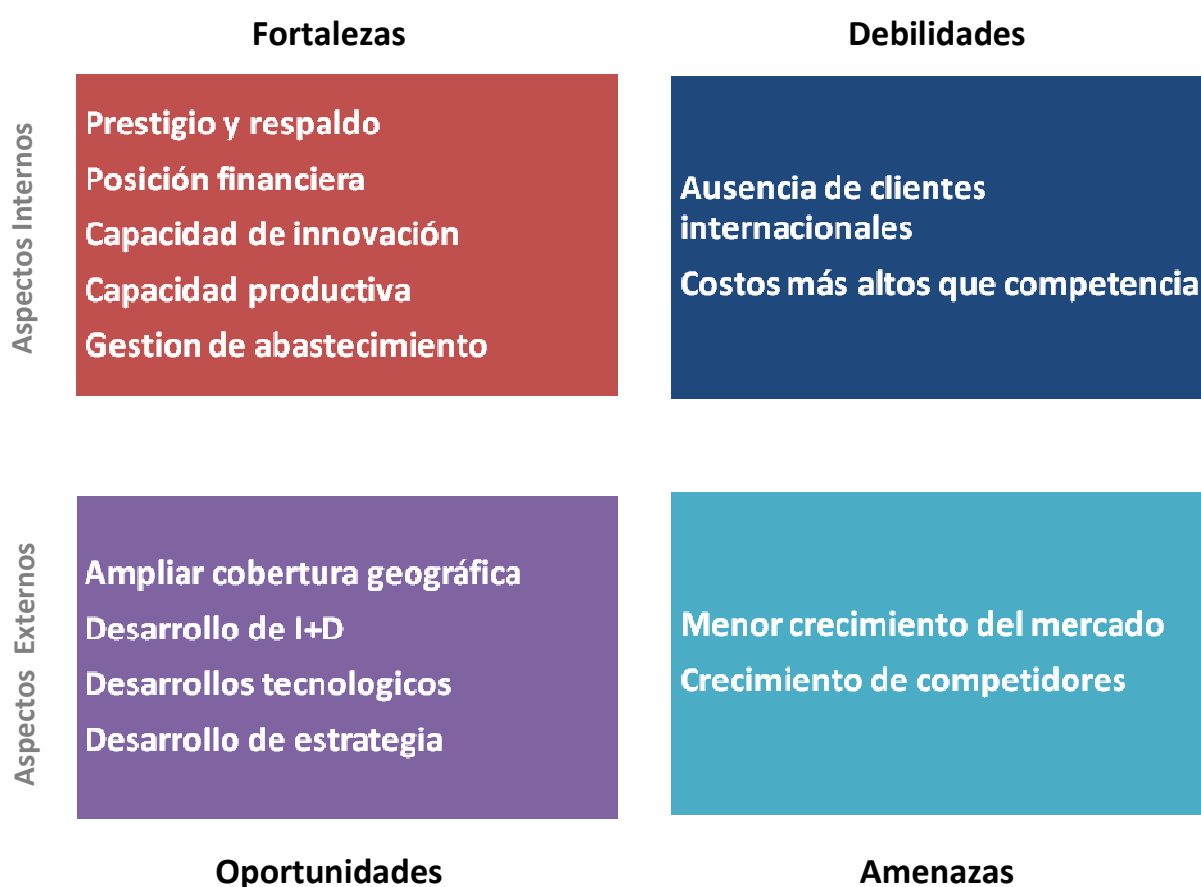 Fortalezas
Debilidades
Aspectos Internos
Prestigio y respaldo
Posición financiera
Capacidad de innovación
Capacidad productiva
Gestion de abastecimiento
Ausencia de clientes
internacionales
Costos más altos que competencia
Aspectos Externos
Ampliar cobertura geográfica
Desarrollo de I+D
Desarrollos tecnologicos
Desarrollo de estrategia
Menor crecimiento del mercado
Crecimiento de competidores
Oportunidades
Amenazas